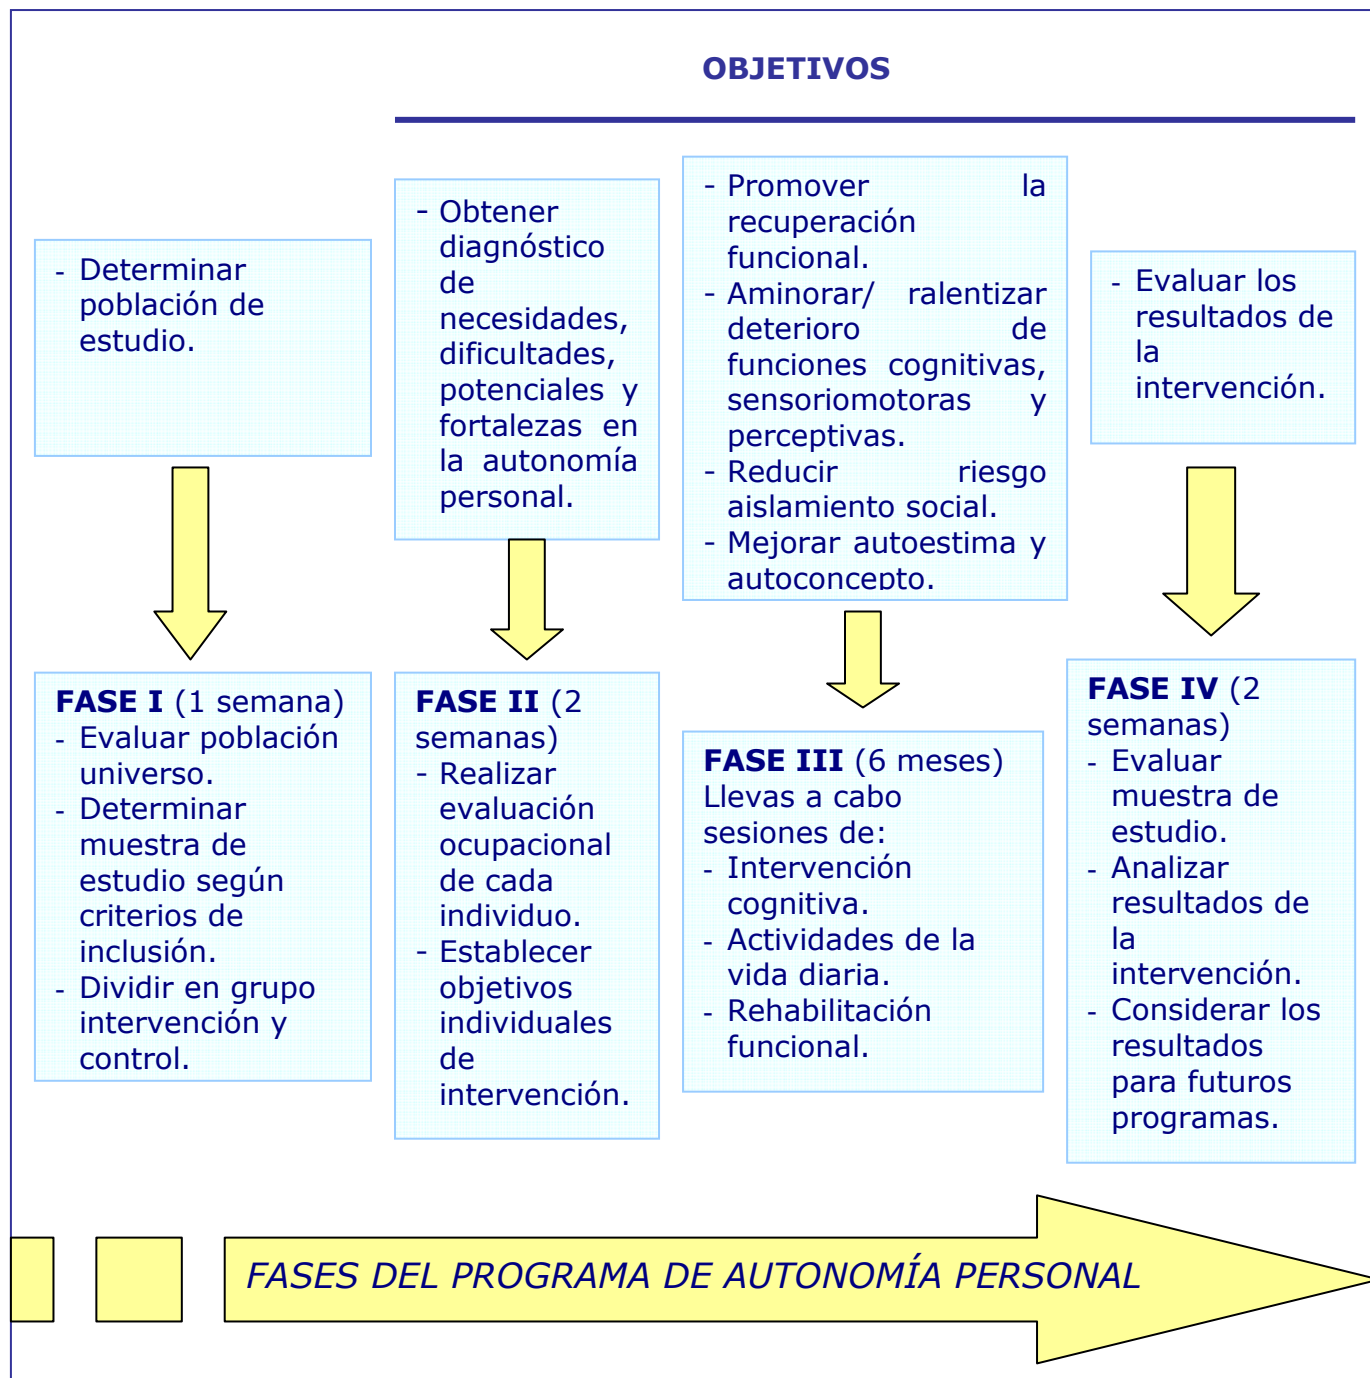 OBJETIVOS
- Determinar
población de
estudio.
- Obtener
diagnóstico
de
necesidades,
dificultades,
potenciales y
fortalezas en
la autonomía
personal.
- Promover la
recuperación
funcional.
- Aminorar/ ralentizar
deterioro de
funciones cognitivas,
sensoriomotoras y
perceptivas.
- Reducir riesgo
aislamiento social.
- Mejorar autoestima y
autoconcepto.
- Evaluar los
resultados de
la
intervención.
FASE I (1 semana)
- Evaluar población
universo.
- Determinar
muestra de
estudio según
criterios de
inclusión.
- Dividir en grupo
intervención y
control.
FASE II (2
semanas)
- Realizar
evaluación
ocupacional
de cada
individuo.
- Establecer
objetivos
individuales
de
intervención.
FASE III (6 meses)
Llevas a cabo
sesiones de:
- Intervención
cognitiva.
- Actividades de la
vida diaria.
- Rehabilitación
funcional.
FASE IV (2
semanas)
- Evaluar
muestra de
estudio.
- Analizar
resultados de
la
intervención.
- Considerar los
resultados
para futuros
programas.
FASES DEL PROGRAMA DE AUTONOMÍA PERSONAL